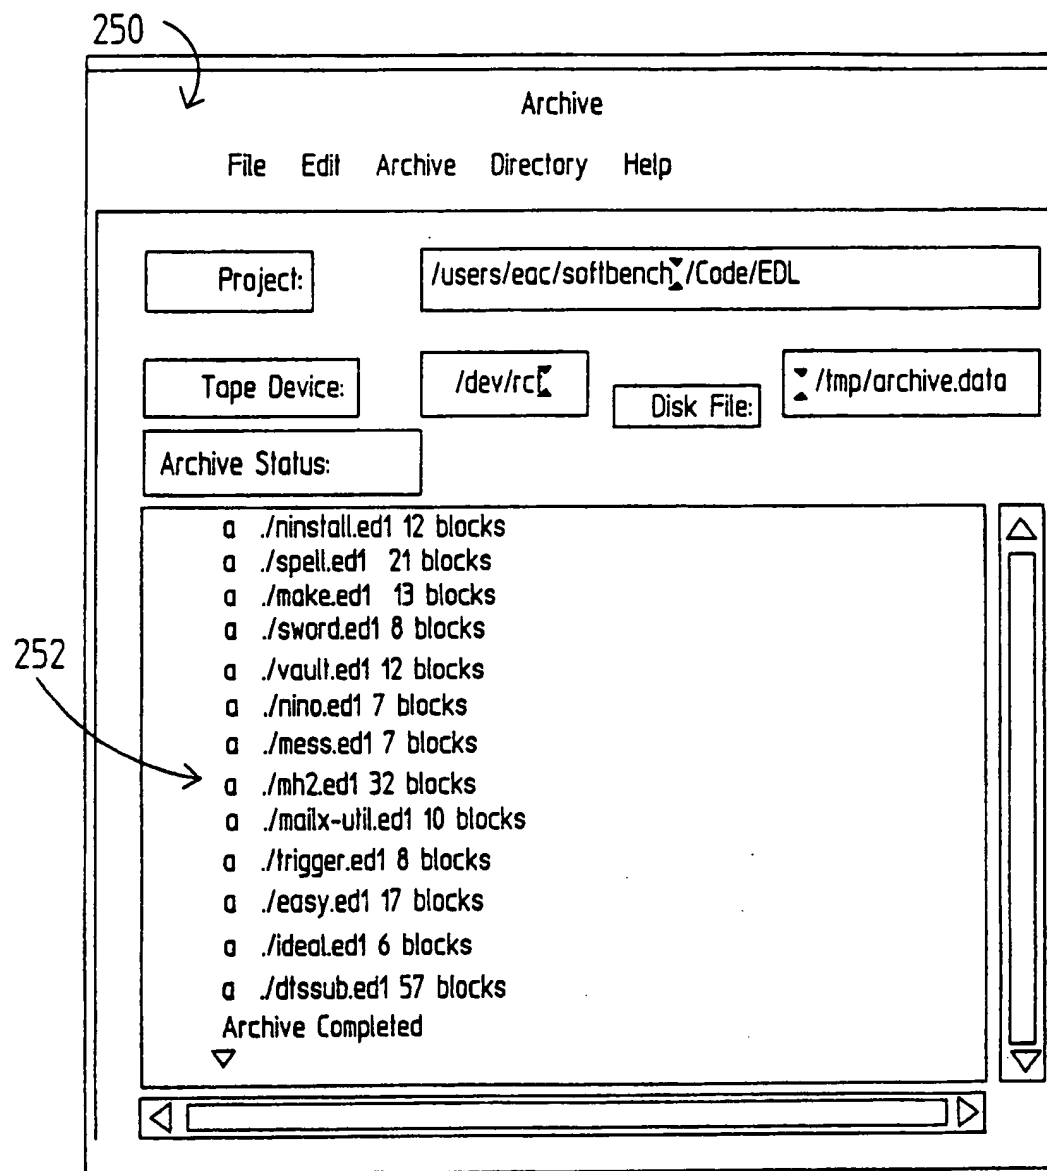 250
Archive
File Edit Archive Directory Help
Project: /users/eac/softbench /Code/EDL
Tape Device: /dev/rct Disk File: /tmp/archive.data
Archive Status:
a ./ninstall.ed1 12 blocks
a ./spell.ed1 21 blocks
a ./make.ed1 13 blocks
a ./sword.ed1 8 blocks
252
a ./vault.ed1 12 blocks
a ./nino.ed1 7 blocks
a ./mess.ed1 7 blocks
a ./mh2.ed1 32 blocks
a ./mailx-util.ed1 10 blocks
a ./trigger.ed1 8 blocks
a ./easy.ed1 17 blocks
a ./ideal.ed1 6 blocks
a ./dtssub.ed1 57 blocks
Archive Completed